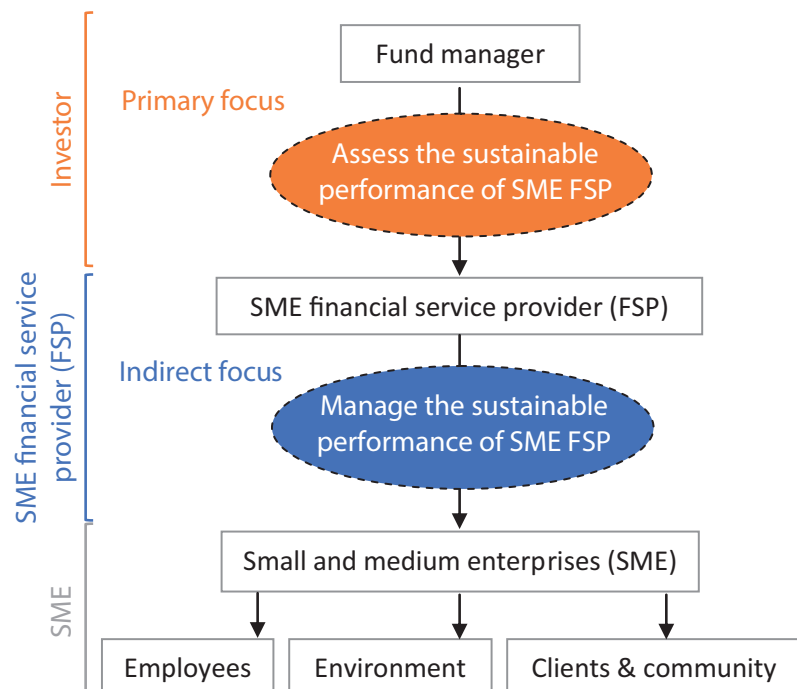 Fund manager
Primary focus
Investor
Assess the sustainable
performance of SME FSP
SME financial service provider (FSP)
SME financial service
provider (FSP)
Indirect focus
Manage the sustainable
performance of SME FSP
Small and medium enterprises (SME)
SME
Employees
Environment
Clients & community